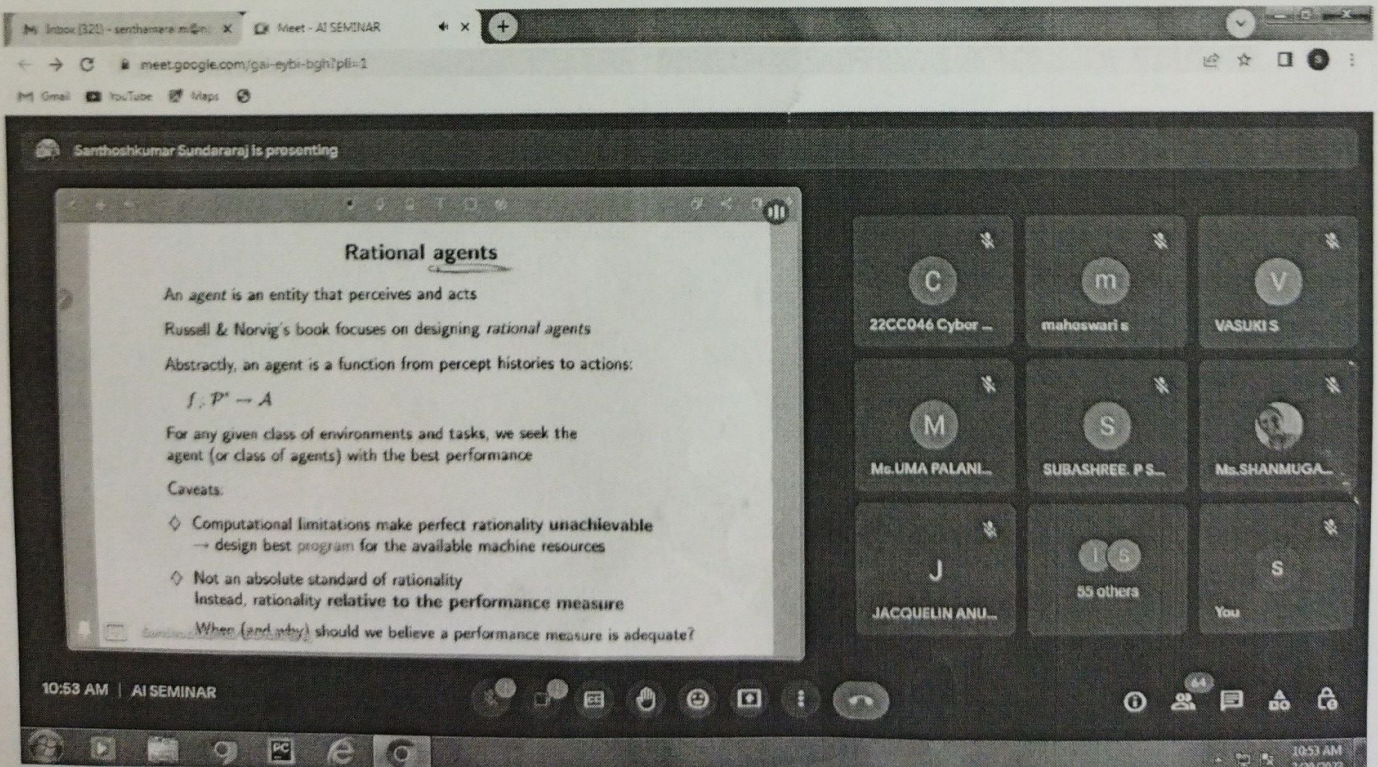 Inbox (321) - senthamarai.m@n
Meet - AI SEMINAR
meet.google.com/gai-eybi-bgh?pli=1
Gmail
YouTube
Maps
Santhoshkumar Sundararaj is presenting
Rational agents
An agent is an entity that perceives and acts
Russell & Norvig's book focuses on designing rational agents
Abstractly, an agent is a function from percept histories to actions:
f : P* → A
For any given class of environments and tasks, we seek the
agent (or class of agents) with the best performance
Caveats:
◇ Computational limitations make perfect rationality unachievable
→ design best program for the available machine resources
◇ Not an absolute standard of rationality
Instead, rationality relative to the performance measure
When (and why) should we believe a performance measure is adequate?
C
22CC046 Cyber ...
m
maheswari s
V
VASUKI S
M
Ms.UMA PALANI...
S
SUBASHREE. P S...
Ms.SHANMUGA...
J
JACQUELIN ANU...
I S
55 others
S
You
10:53 AM | AI SEMINAR
64
PC
10:53 AM